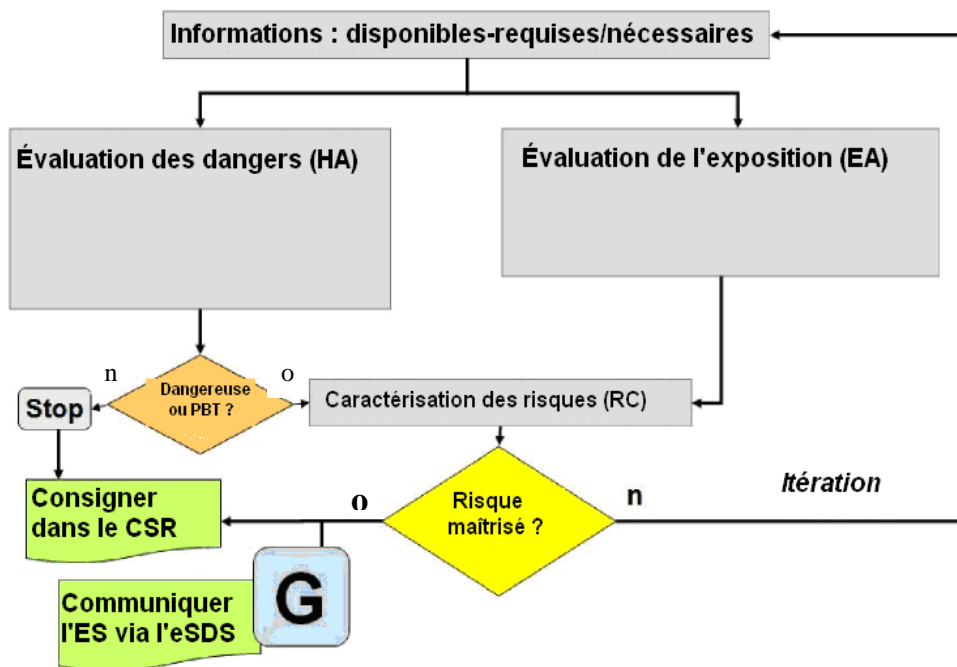 Informations : disponibles-requises/nécessaires
Évaluation des dangers (HA)
Évaluation de l'exposition (EA)
n
o
Dangereuse
ou PBT ?
Stop
Caractérisation des risques (RC)
Consigner
dans le CSR
o
Risque
maîtrisé ?
n
Itération
Communiquer
l'ES via l'eSDS
G